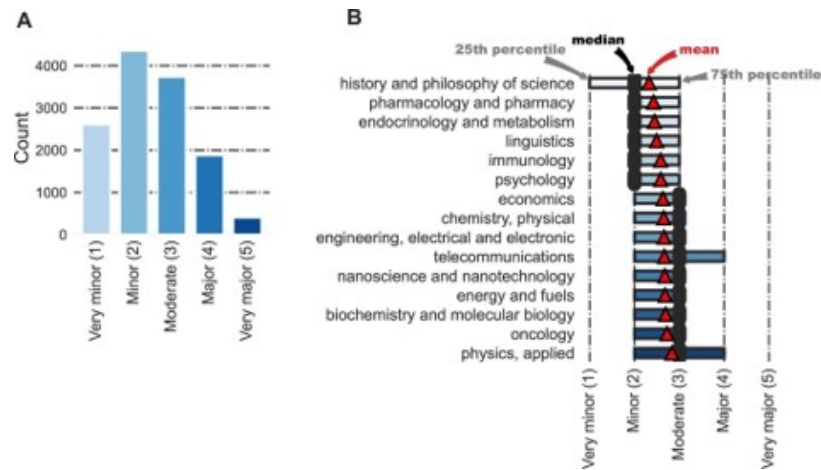 A
Count
4000
3000
2000
1000
0
Very minor (1)
Minor (2)
Moderate (3)
Major (4)
Very major (5)
B
median
25th percentile
mean
75th percentile
history and philosophy of science
pharmacology and pharmacy
endocrinology and metabolism
linguistics
immunology
psychology
economics
chemistry, physical
engineering, electrical and electronic
telecommunications
nanoscience and nanotechnology
energy and fuels
biochemistry and molecular biology
oncology
physics, applied
Very minor (1)
Minor (2)
Moderate (3)
Major (4)
Very major (5)